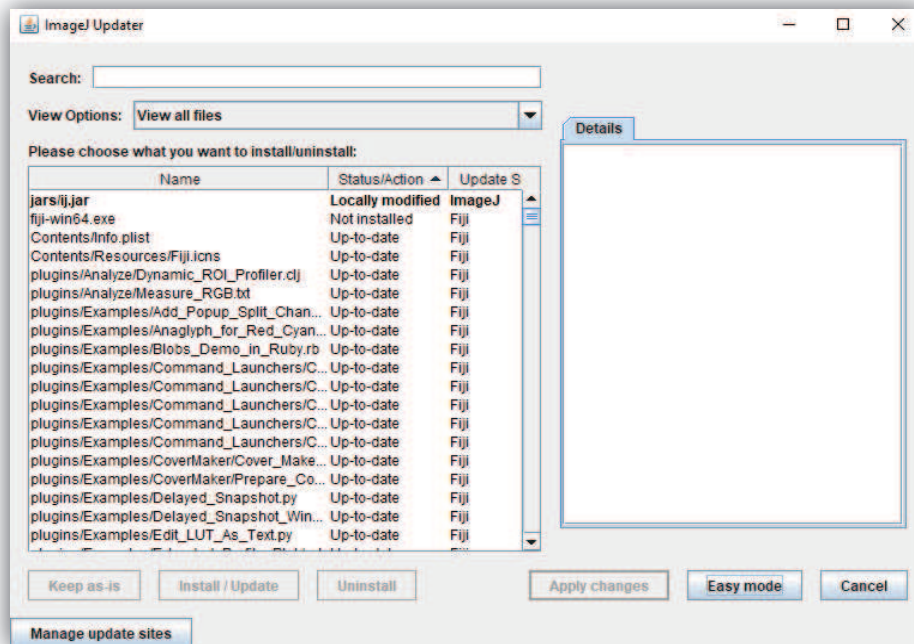 ImageJ Updater
Search:
View Options: View all files
Please choose what you want to install/uninstall:
Details
Name Status/Action Update S
jars/ij.jar Locally modified ImageJ
fiji-win64.exe Not installed Fiji
Contents/Info.plist Up-to-date Fiji
Contents/Resources/Fiji.icns Up-to-date Fiji
plugins/Analyze/Dynamic_ROI_Profiler.clj Up-to-date Fiji
plugins/Analyze/Measure_RGB.txt Up-to-date Fiji
plugins/Examples/Add_Popup_Split_Chan... Up-to-date Fiji
plugins/Examples/Anaglyph_for_Red_Cyan... Up-to-date Fiji
plugins/Examples/Blobs_Demo_in_Ruby.rb Up-to-date Fiji
plugins/Examples/Command_Launchers/C... Up-to-date Fiji
plugins/Examples/Command_Launchers/C... Up-to-date Fiji
plugins/Examples/Command_Launchers/C... Up-to-date Fiji
plugins/Examples/Command_Launchers/C... Up-to-date Fiji
plugins/Examples/Command_Launchers/C... Up-to-date Fiji
plugins/Examples/CoverMaker/Cover_Make... Up-to-date Fiji
plugins/Examples/CoverMaker/Prepare_Co... Up-to-date Fiji
plugins/Examples/Delayed_Snapshot.py Up-to-date Fiji
plugins/Examples/Delayed_Snapshot_Win... Up-to-date Fiji
plugins/Examples/Edit_LUT_As_Text.py Up-to-date Fiji
Keep as-is Install / Update Uninstall Apply changes Easy mode Cancel
Manage update sites